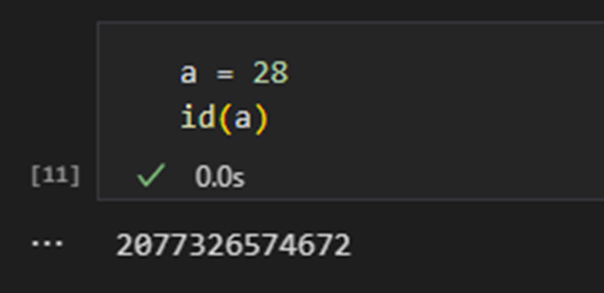 a = 28
id(a)
[11] 0.0s
... 2077326574672